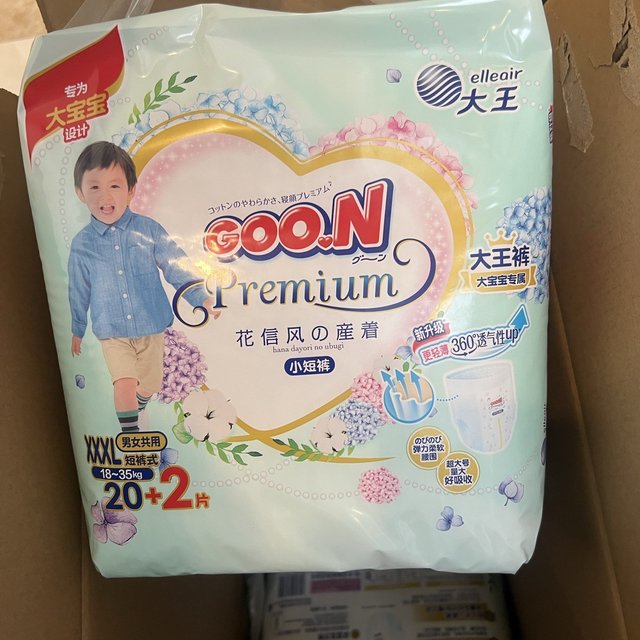 专为
大宝宝
设计
elleair
大王
コットンのやわらかさ、寝顔プレミアム
GOO.N
グ〜ン
Premium
花信风の産着
hana dayori no ubugi
小短裤
大王裤
大宝宝专属
新升级
更轻薄 360°透气性up
GOO.N
のびのび
弹力柔软
腰围
超大号
量大
好吸收
XXXL 男女共用
短裤式
18~35kg
20+2片